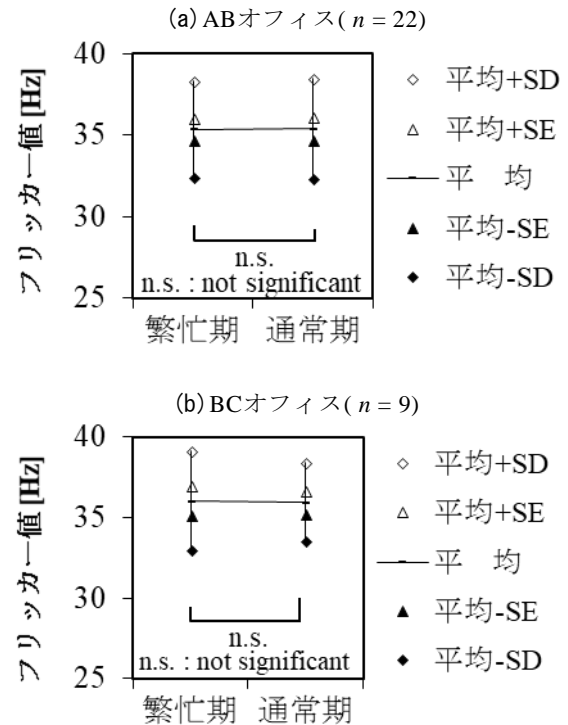 (a) ABオフィス( n = 22)
フリッカー値 [Hz]
40
35
30
25
n.s.
n.s. : not significant
繁忙期 通常期
平均+SD
平均+SE
平 均
平均-SE
平均-SD
(b) BCオフィス( n = 9)
フリッカー値 [Hz]
40
35
30
25
n.s.
n.s. : not significant
繁忙期 通常期
平均+SD
平均+SE
平 均
平均-SE
平均-SD